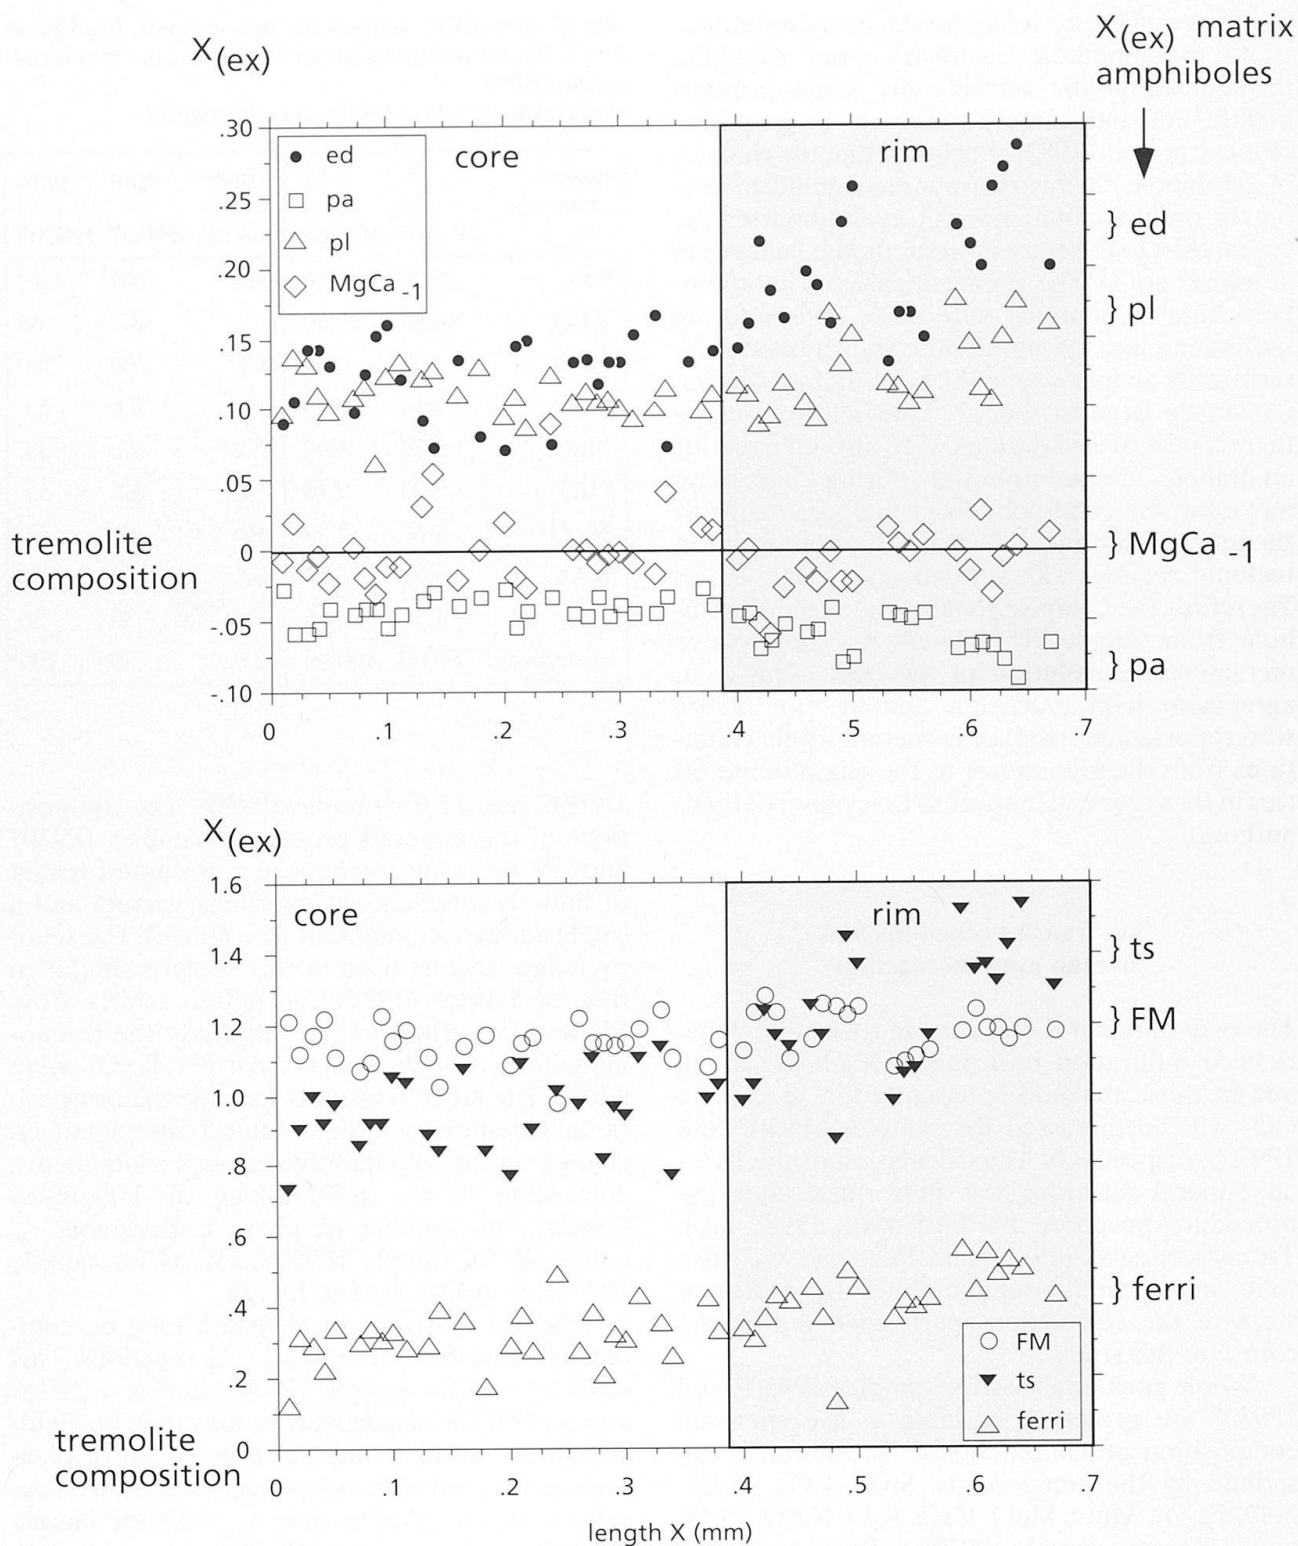 X(ex)
X(ex) matrix
amphiboles
.30
.25
.20
.15
.10
.05
0
-.05
-.10
ed
pa
pl
MgCa -1
core
rim
} ed
} pl
} MgCa -1
} pa
tremolite
composition
0 .1 .2 .3 .4 .5 .6 .7
X(ex)
1.6
1.4
1.2
1.0
.8
.6
.4
.2
0
core
rim
} ts
} FM
} ferri
FM
ts
ferri
tremolite
composition
0 .1 .2 .3 .4 .5 .6 .7
length X (mm)